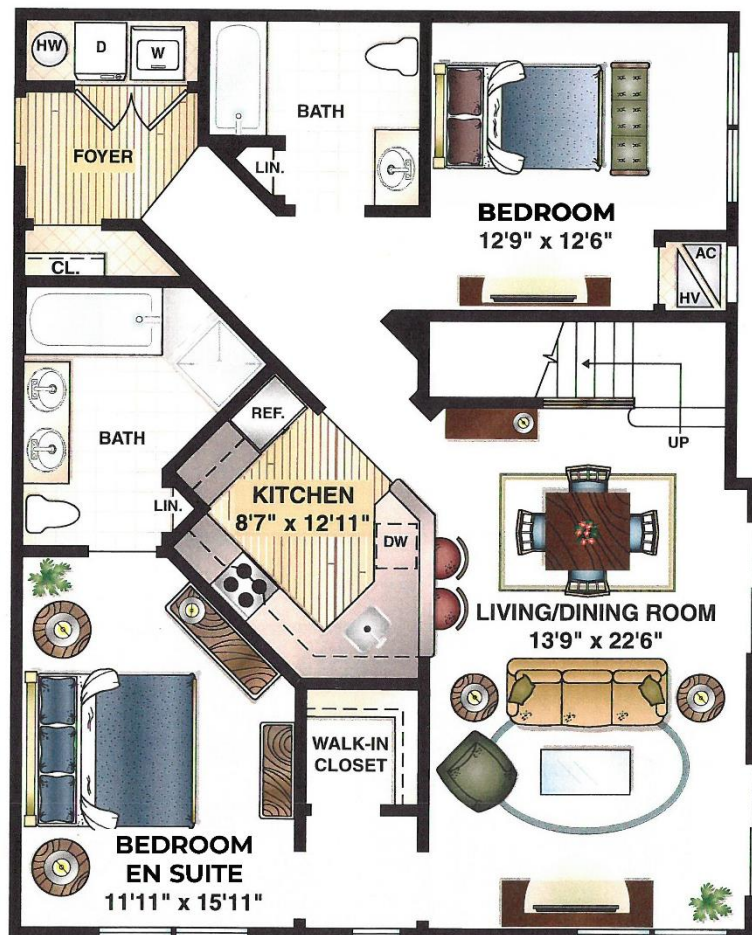 HW
D
W
FOYER
BATH
LIN.
BEDROOM
12'9" x 12'6"
CL.
AC
HV
REF.
UP
BATH
LIN.
KITCHEN
8'7" x 12'11"
DW
LIVING/DINING ROOM
13'9" x 22'6"
WALK-IN
CLOSET
BEDROOM
EN SUITE
11'11" x 15'11"